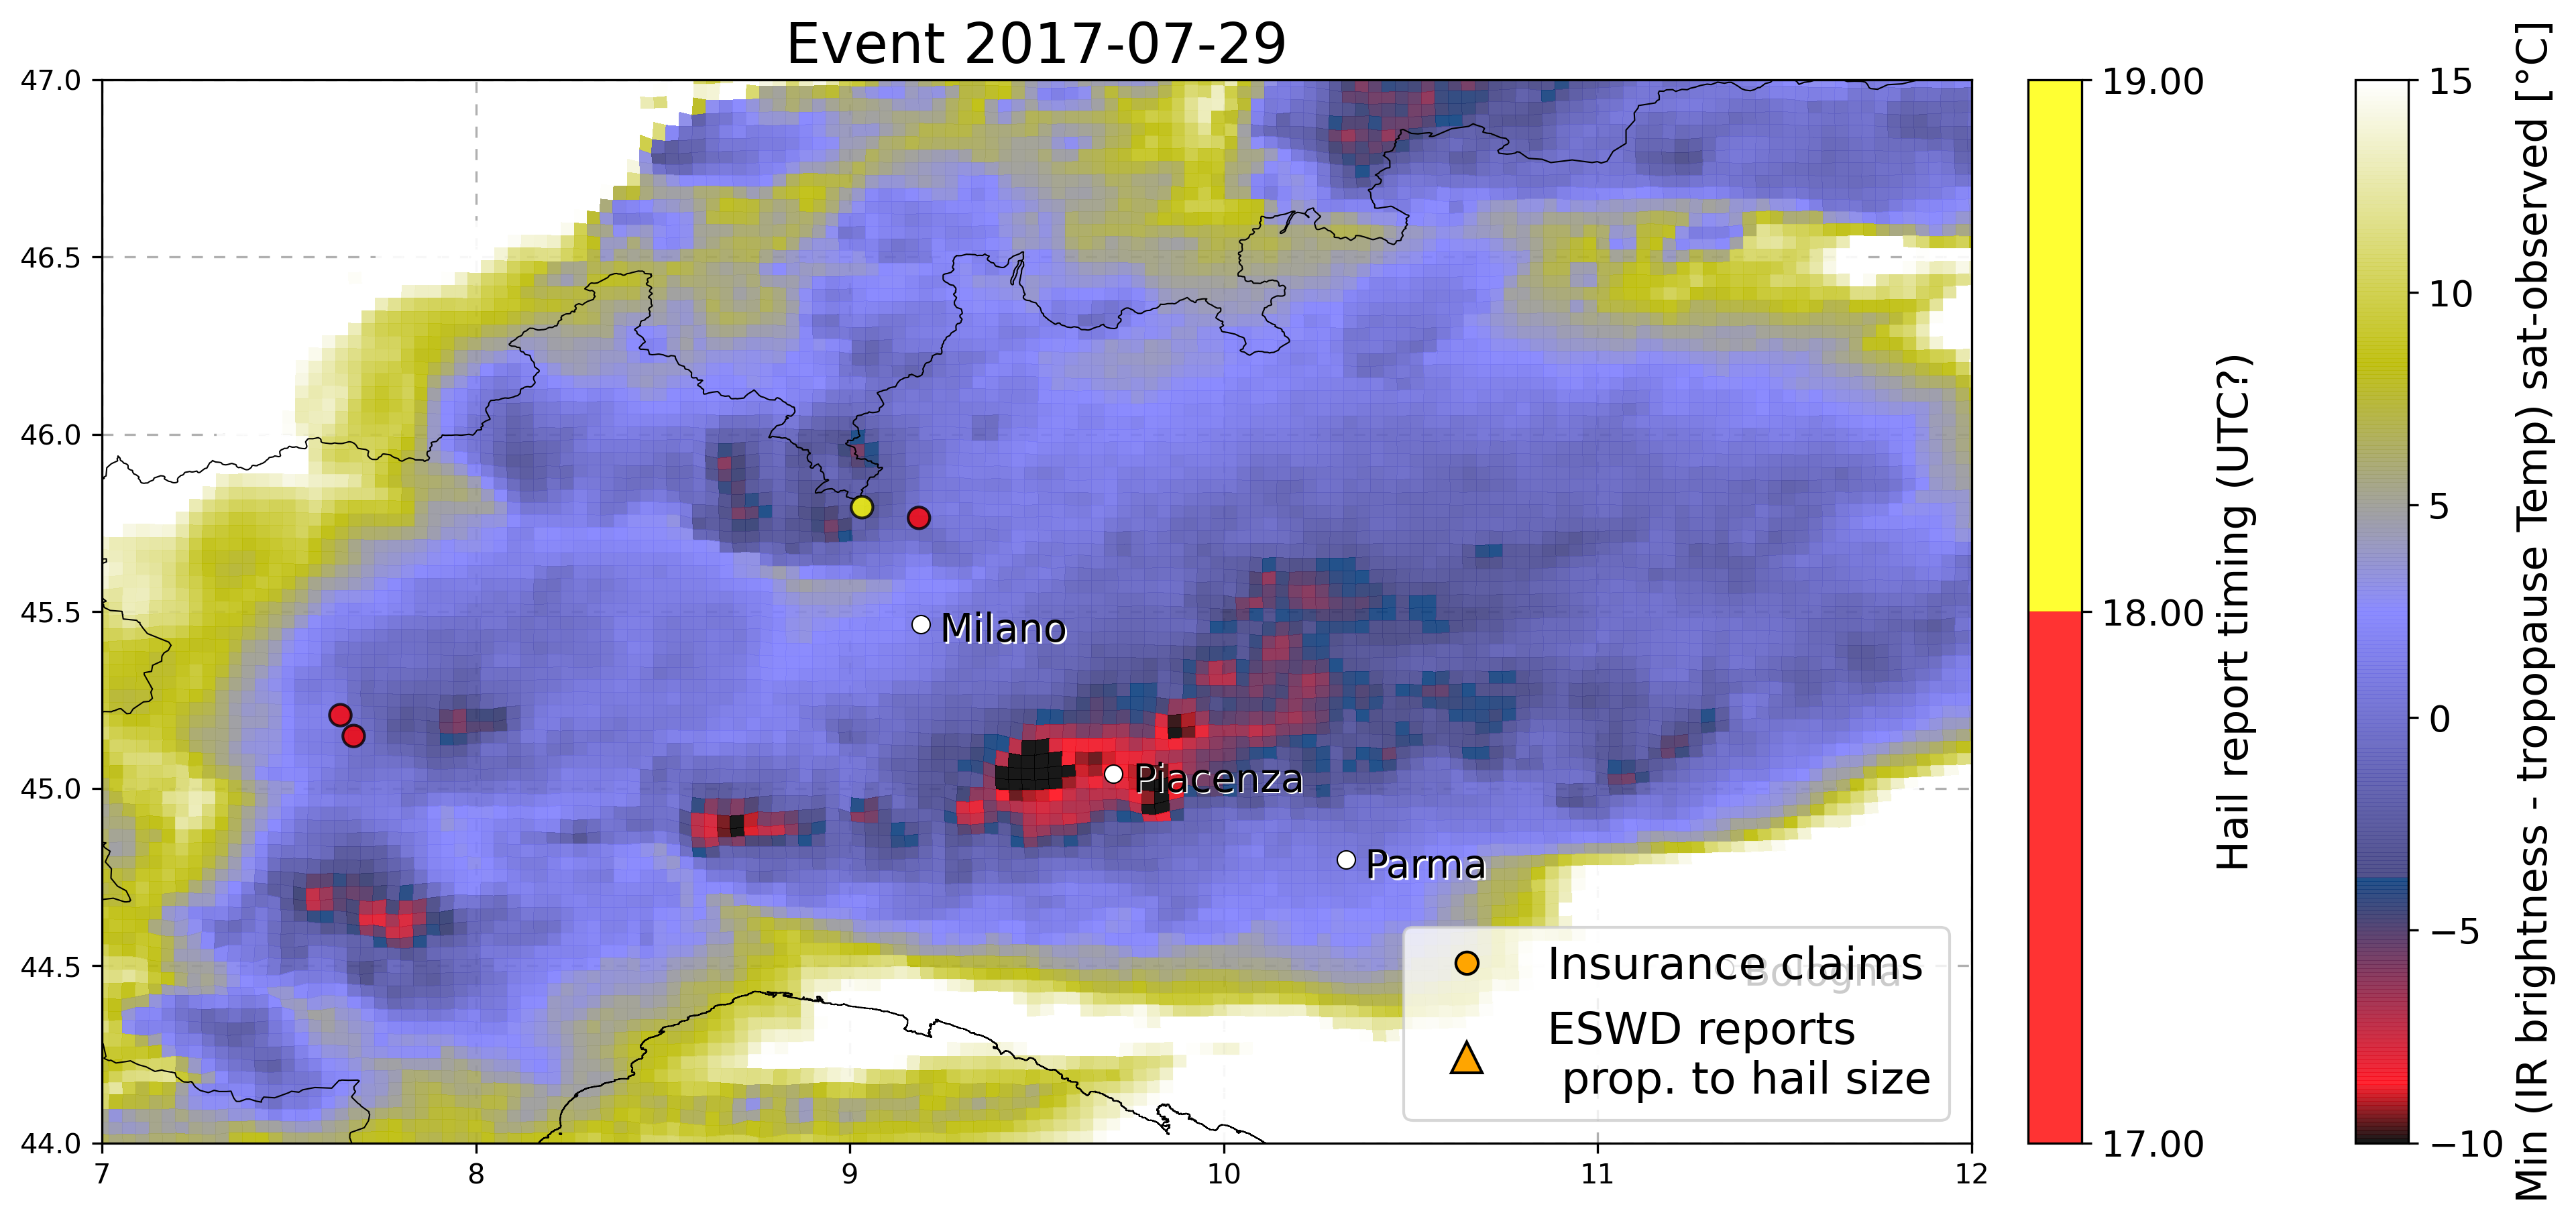 Event 2017-07-29
47.0
46.5
46.0
45.5
45.0
44.5
44.0
7
8
9
10
11
12
Milano
Piacenza
Parma
Bologna
Insurance claims
ESWD reports
prop. to hail size
19.00
18.00
17.00
Hail report timing (UTC?)
15
10
5
0
−5
−10
Min (IR brightness - tropopause Temp) sat-observed [°C]